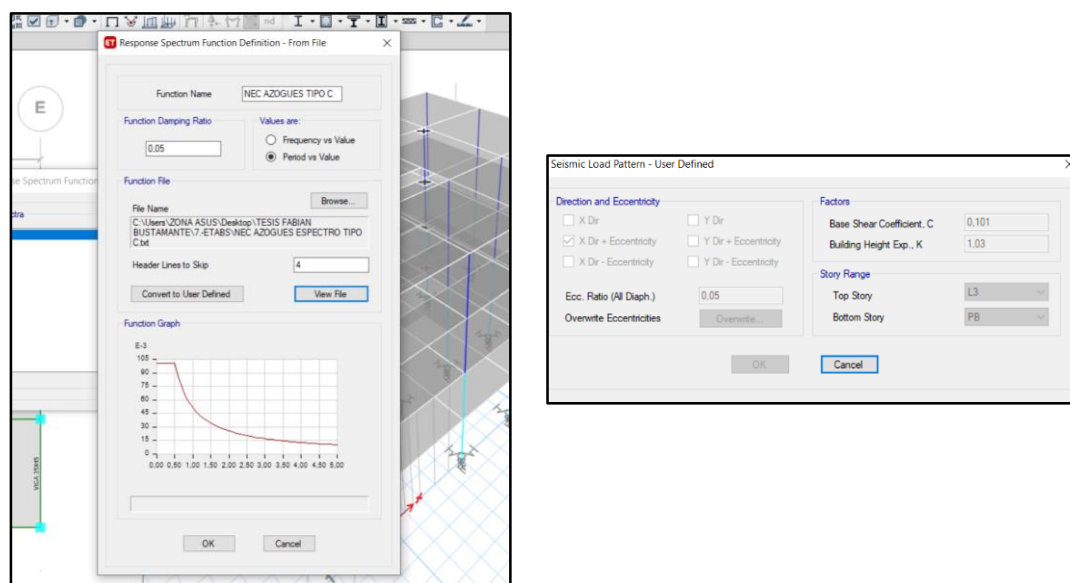 nd
E
se Spectrum Function
ctra
VIGA 35X45
ET Response Spectrum Function Definition - From File
Function Name NEC AZOGUES TIPO C
Function Damping Ratio
0,05
Values are:
Frequency vs Value
Period vs Value
Function File
Browse...
File Name
C:\Users\ZONA ASUS\Desktop\TESIS FABIAN
BUSTAMANTE\7.-ETABS\NEC AZOGUES ESPECTRO TIPO
C.txt
Header Lines to Skip 4
Convert to User Defined View File
Function Graph
E-3
105
90
75
60
45
30
15
0
0,00 0,50 1,00 1,50 2,00 2,50 3,00 3,50 4,00 4,50 5,00
OK Cancel
Seismic Load Pattern - User Defined
Direction and Eccentricity
X Dir Y Dir
X Dir + Eccentricity Y Dir + Eccentricity
X Dir - Eccentricity Y Dir - Eccentricity
Ecc. Ratio (All Diaph.) 0,05
Overwrite Eccentricities Overwrite...
Factors
Base Shear Coefficient, C 0,101
Building Height Exp., K 1,03
Story Range
Top Story L3
Bottom Story PB
OK Cancel